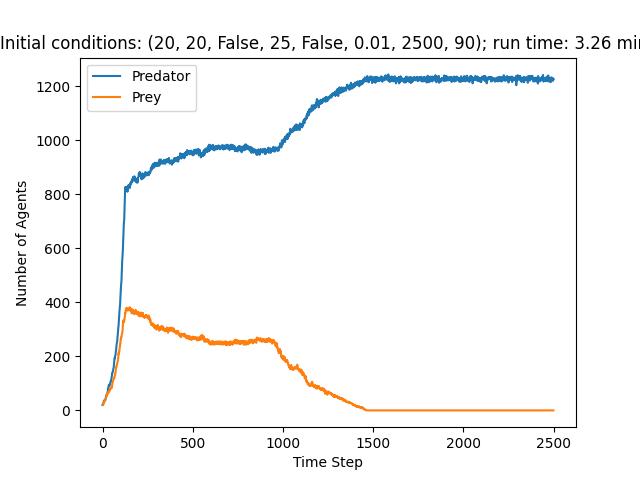 Initial conditions: (20, 20, False, 25, False, 0.01, 2500, 90); run time: 3.26
Predator
Prey
1200
1000
800
600
400
200
0
Number of Agents
0 500 1000 1500 2000 2500
Time Step